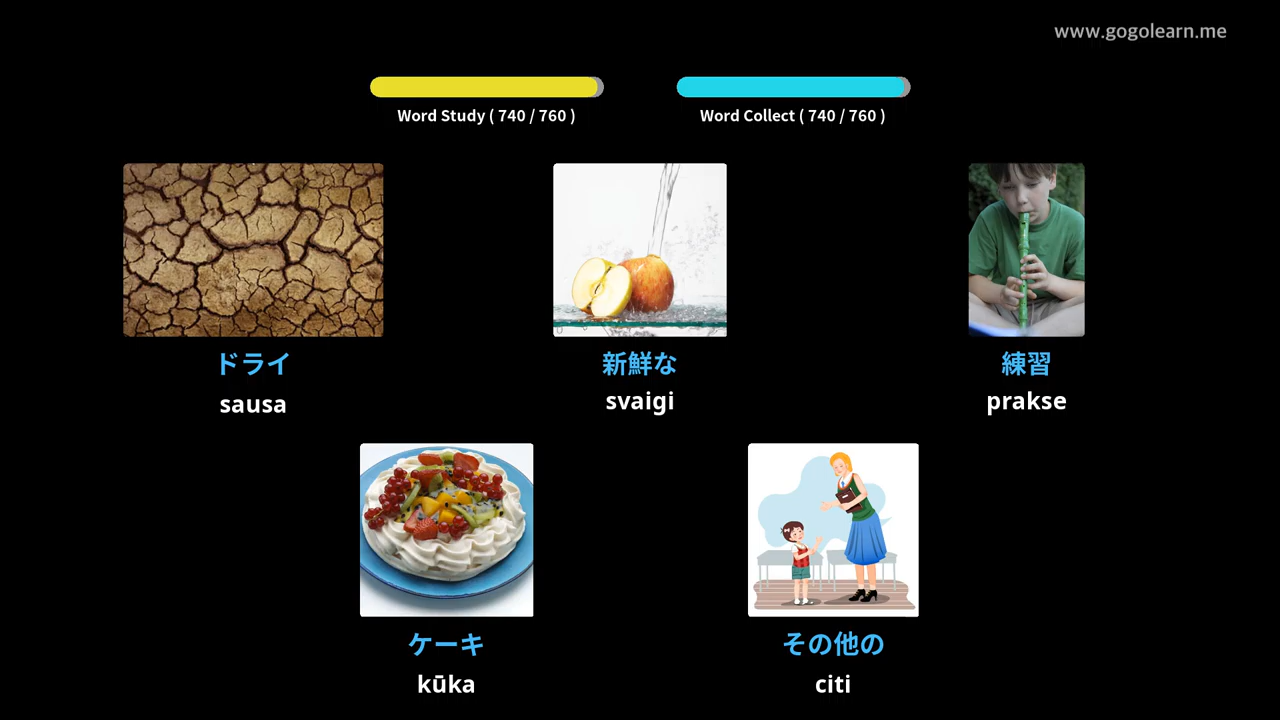 www.gogolearn.me
Word Study ( 740 / 760 )
Word Collect ( 740 / 760 )
ドライ
sausa
新鮮な
svaigi
練習
prakse
ケーキ
kūka
その他の
citi